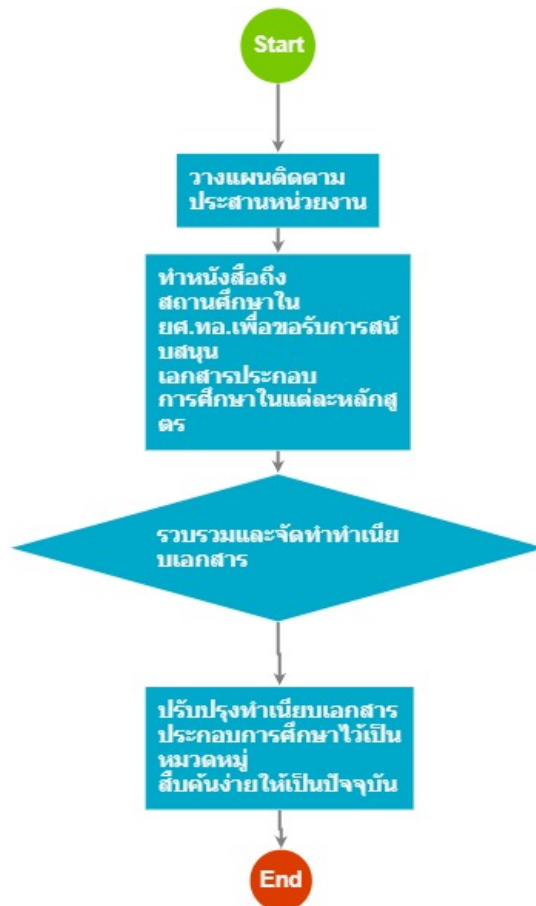 Start
วางแผนติดตาม
ประสานหน่วยงาน
ทำหนังสือถึง
สถานศึกษาใน
ยศ.ทอ.เพื่อขอรับการสนั
บสนุน
เอกสารประกอบ
การศึกษาในแต่ละหลักสู
ตร
รวบรวมและจัดทำทำเนีย
บเอกสาร
ปรับปรุงทำเนียบเอกสาร
ประกอบการศึกษาไว้เป็น
หมวดหมู่
สืบค้นง่ายให้เป็นปัจจุบัน
End